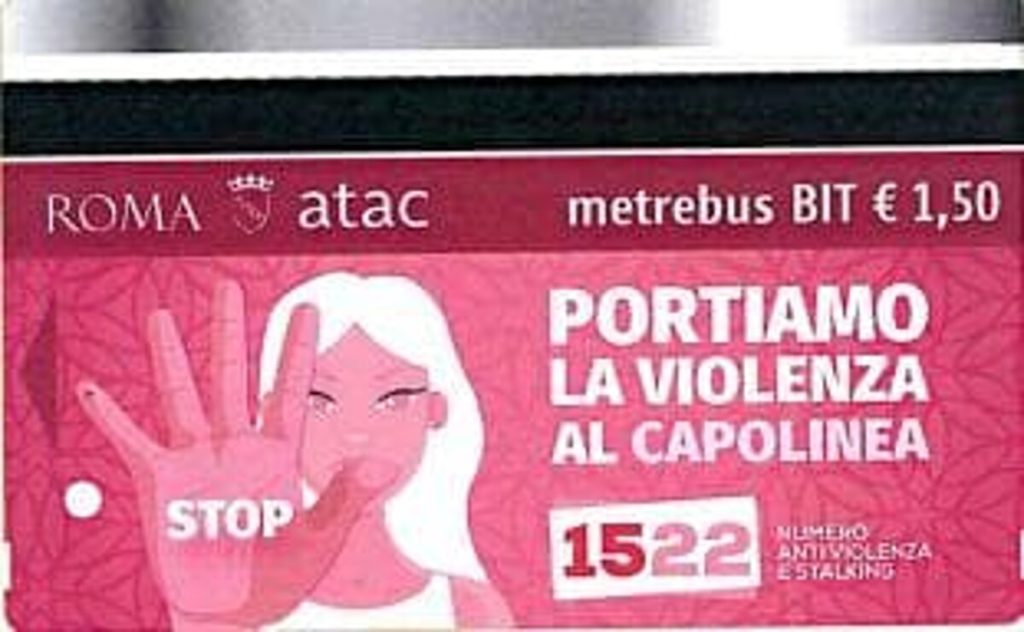 ROMA atac metrebus BIT € 1,50
PORTIAMO
LA VIOLENZA
AL CAPOLINEA
STOP
1522
NUMERO
ANTIVIOLENZA
E STALKING